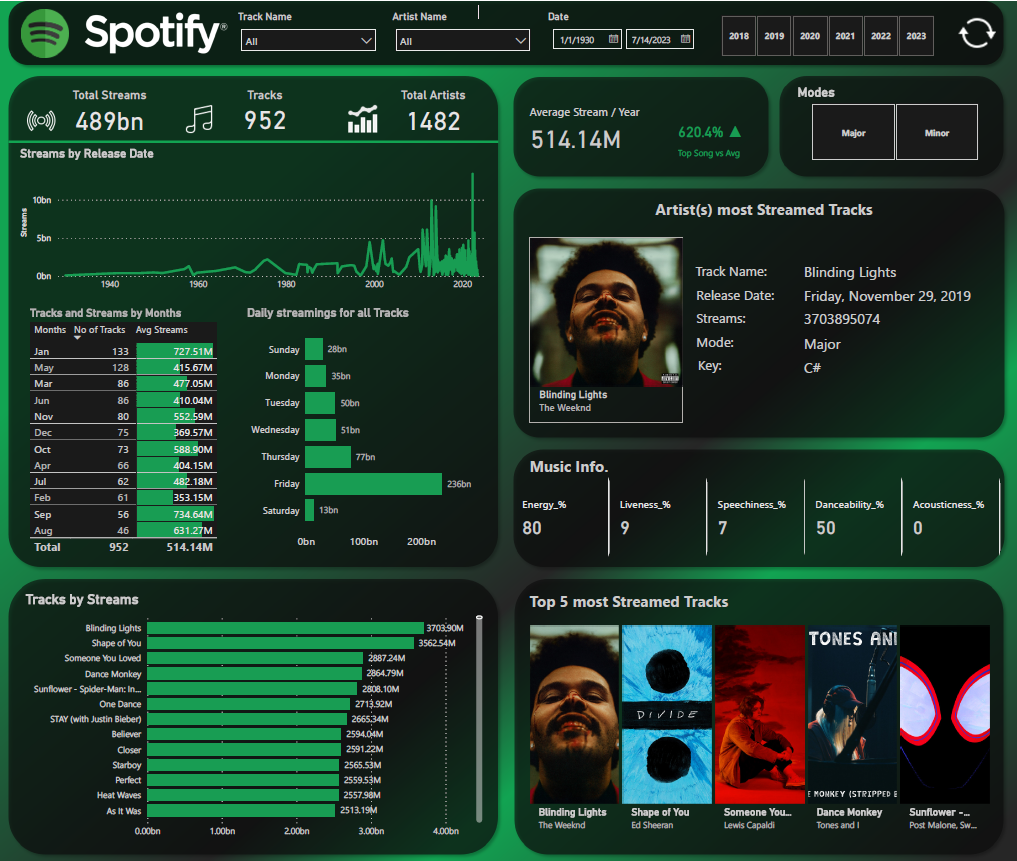 Spotify®
Track Name
All
Artist Name
All
Date
1/1/1930
7/14/2023
2018
2019
2020
2021
2022
2023
Total Streams
489bn
Tracks
952
Total Artists
1482
Streams by Release Date
Streams
10bn
5bn
0bn
1940
1960
1980
2000
2020
Tracks and Streams by Months
Months No of Tracks Avg Streams
Jan 133 727.51M
May 128 415.67M
Mar 86 477.05M
Jun 86 410.04M
Nov 80 552.59M
Dec 75 369.57M
Oct 73 588.90M
Apr 66 404.15M
Jul 62 482.18M
Feb 61 353.15M
Sep 56 734.64M
Aug 46 631.27M
Total 952 514.14M
Daily streamings for all Tracks
Sunday 28bn
Monday 35bn
Tuesday 50bn
Wednesday 51bn
Thursday 77bn
Friday 236bn
Saturday 13bn
0bn 100bn 200bn
Average Stream / Year
514.14M
620.4% ▲
Top Song vs Avg
Modes
Major
Minor
Artist(s) most Streamed Tracks
Blinding Lights
The Weeknd
Track Name: Blinding Lights
Release Date: Friday, November 29, 2019
Streams: 3703895074
Mode: Major
Key: C#
Music Info.
Energy_%
80
Liveness_%
9
Speechiness_%
7
Danceability_%
50
Acousticness_%
0
Tracks by Streams
Blinding Lights 3703.90M
Shape of You 3562.54M
Someone You Loved 2887.24M
Dance Monkey 2864.79M
Sunflower - Spider-Man: In... 2808.10M
One Dance 2713.92M
STAY (with Justin Bieber) 2665.34M
Believer 2594.04M
Closer 2591.22M
Starboy 2565.53M
Perfect 2559.53M
Heat Waves 2557.98M
As It Was 2513.19M
0.00bn 1.00bn 2.00bn 3.00bn 4.00bn
Top 5 most Streamed Tracks
DIVIDE
TONES ANI
E MONKEY (STRIPPED
Blinding Lights
The Weeknd
Shape of You
Ed Sheeran
Someone You...
Lewis Capaldi
Dance Monkey
Tones and I
Sunflower -...
Post Malone, Sw...